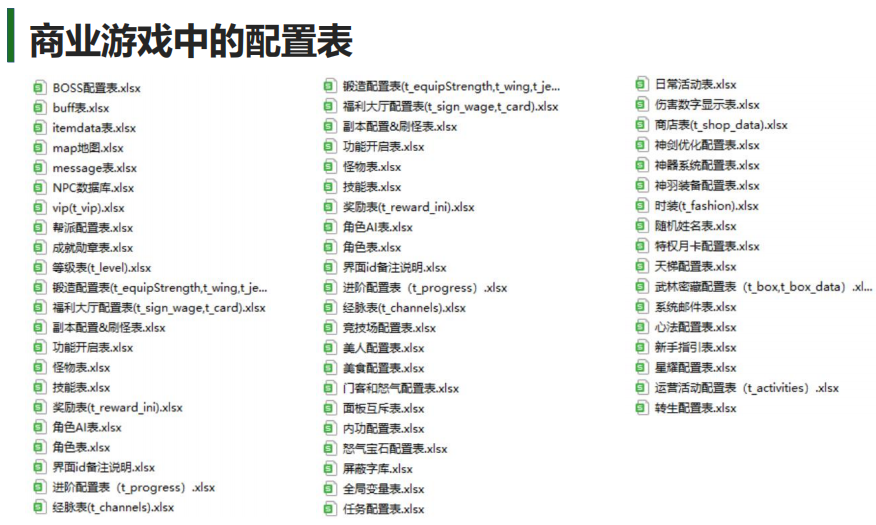 商业游戏中的配置表
BOSS配置表.xlsx
buff表.xlsx
itemdata表.xlsx
map地图.xlsx
message表.xlsx
NPC数据库.xlsx
vip(t_vip).xlsx
帮派配置表.xlsx
成就勋章表.xlsx
等级表(t_level).xlsx
锻造配置表(t_equipStrength,t_wing,t_je...
福利大厅配置表(t_sign_wage,t_card).xlsx
副本配置&刷怪表.xlsx
功能开启表.xlsx
怪物表.xlsx
技能表.xlsx
奖励表(t_reward_ini).xlsx
角色AI表.xlsx
角色表.xlsx
界面id备注说明.xlsx
进阶配置表（t_progress）.xlsx
经脉表(t_channels).xlsx
锻造配置表(t_equipStrength,t_wing,t_je...
福利大厅配置表(t_sign_wage,t_card).xlsx
副本配置&刷怪表.xlsx
功能开启表.xlsx
怪物表.xlsx
技能表.xlsx
奖励表(t_reward_ini).xlsx
角色AI表.xlsx
角色表.xlsx
界面id备注说明.xlsx
进阶配置表（t_progress）.xlsx
经脉表(t_channels).xlsx
竞技场配置表.xlsx
美人配置表.xlsx
美食配置表.xlsx
门客和怒气配置表.xlsx
面板互斥表.xlsx
内功配置表.xlsx
怒气宝石配置表.xlsx
屏蔽字库.xlsx
全局变量表.xlsx
任务配置表.xlsx
日常活动表.xlsx
伤害数字显示表.xlsx
商店表(t_shop_data).xlsx
神剑优化配置表.xlsx
神器系统配置表.xlsx
神羽装备配置表.xlsx
时装(t_fashion).xlsx
随机姓名表.xlsx
特权月卡配置表.xlsx
天梯配置表.xlsx
武林密藏配置表（t_box,t_box_data）.xl...
系统邮件表.xlsx
心法配置表.xlsx
新手指引表.xlsx
星耀配置表.xlsx
运营活动配置表（t_activities）.xlsx
转生配置表.xlsx